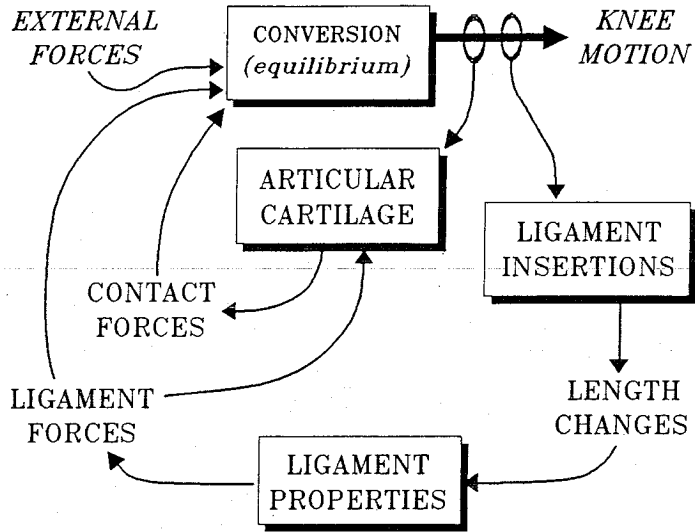 EXTERNAL
FORCES
CONVERSION
(equilibrium)
KNEE
MOTION
ARTICULAR
CARTILAGE
LIGAMENT
INSERTIONS
CONTACT
FORCES
LIGAMENT
FORCES
LENGTH
CHANGES
LIGAMENT
PROPERTIES